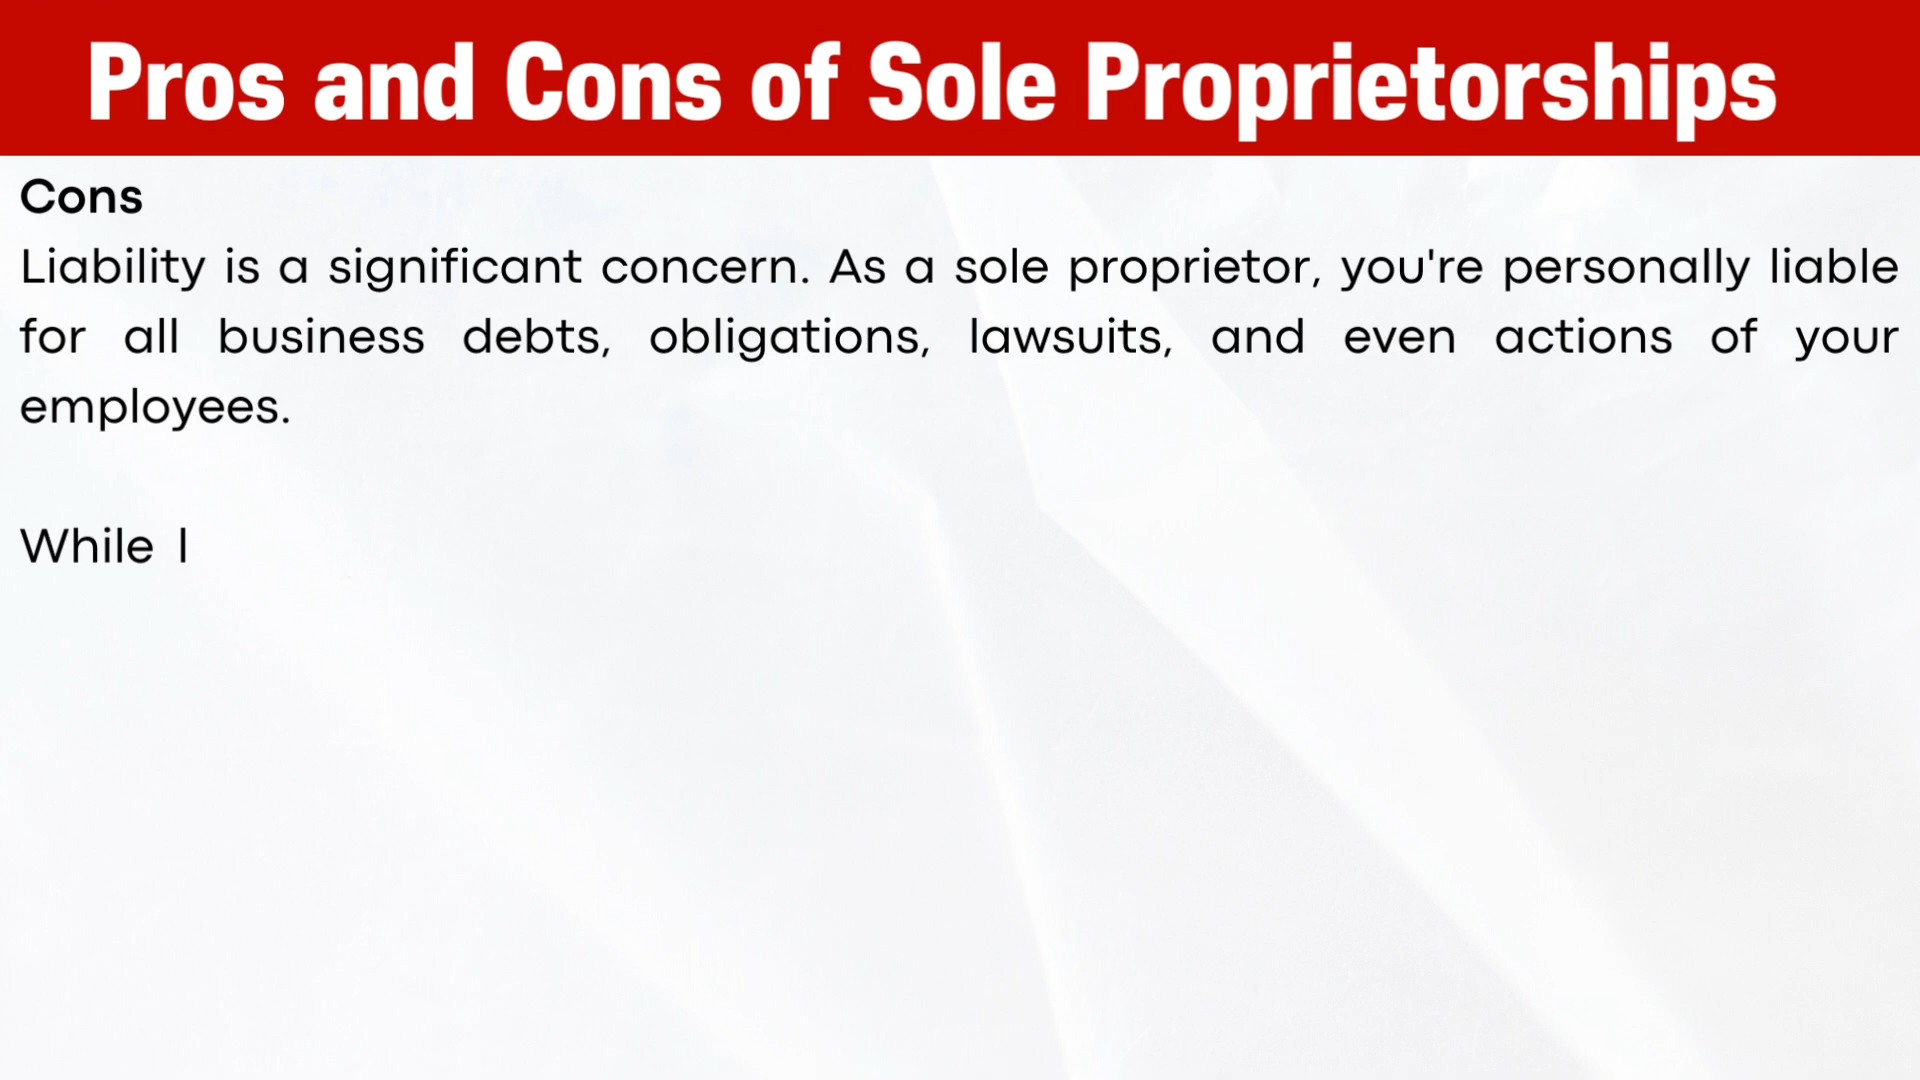 Pros and Cons of Sole Proprietorships
Cons
Liability is a significant concern. As a sole proprietor, you're personally liable
for all business debts, obligations, lawsuits, and even actions of your
employees.
While l